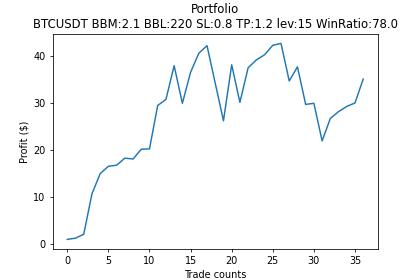 Portfolio
BTCUSDT BBM:2.1 BBL:220 SL:0.8 TP:1.2 lev:15 WinRatio:78.0
40
30
20
10
0
Profit ($)
0 5 10 15 20 25 30 35
Trade counts